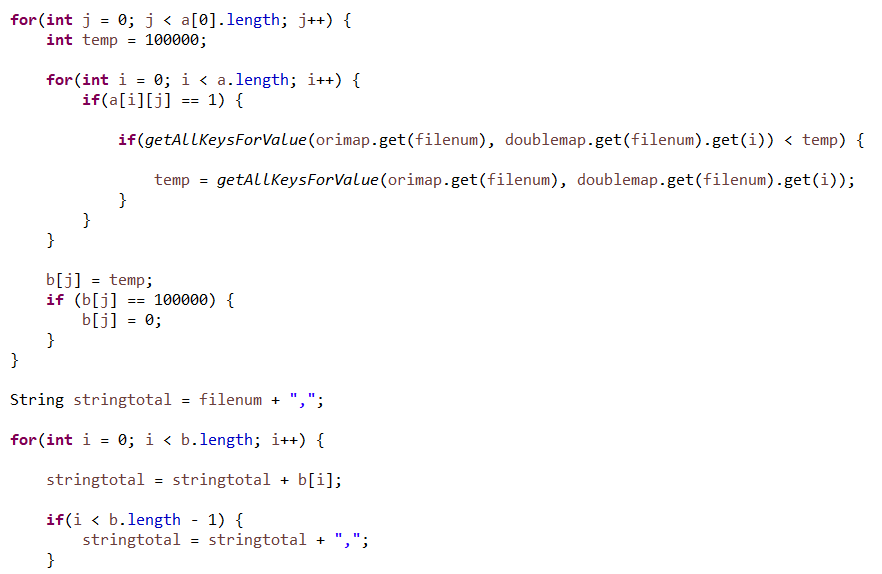 for(int j = 0; j < a[0].length; j++) {
    int temp = 100000;

    for(int i = 0; i < a.length; i++) {
        if(a[i][j] == 1) {

            if(getAllKeysForValue(orimap.get(filenum), doublemap.get(filenum).get(i)) < temp) {

                temp = getAllKeysForValue(orimap.get(filenum), doublemap.get(filenum).get(i));
            }
        }
    }

    b[j] = temp;
    if (b[j] == 100000) {
        b[j] = 0;
    }
}

String stringtotal = filenum + ",";

for(int i = 0; i < b.length; i++) {

    stringtotal = stringtotal + b[i];

    if(i < b.length - 1) {
        stringtotal = stringtotal + ",";
    }